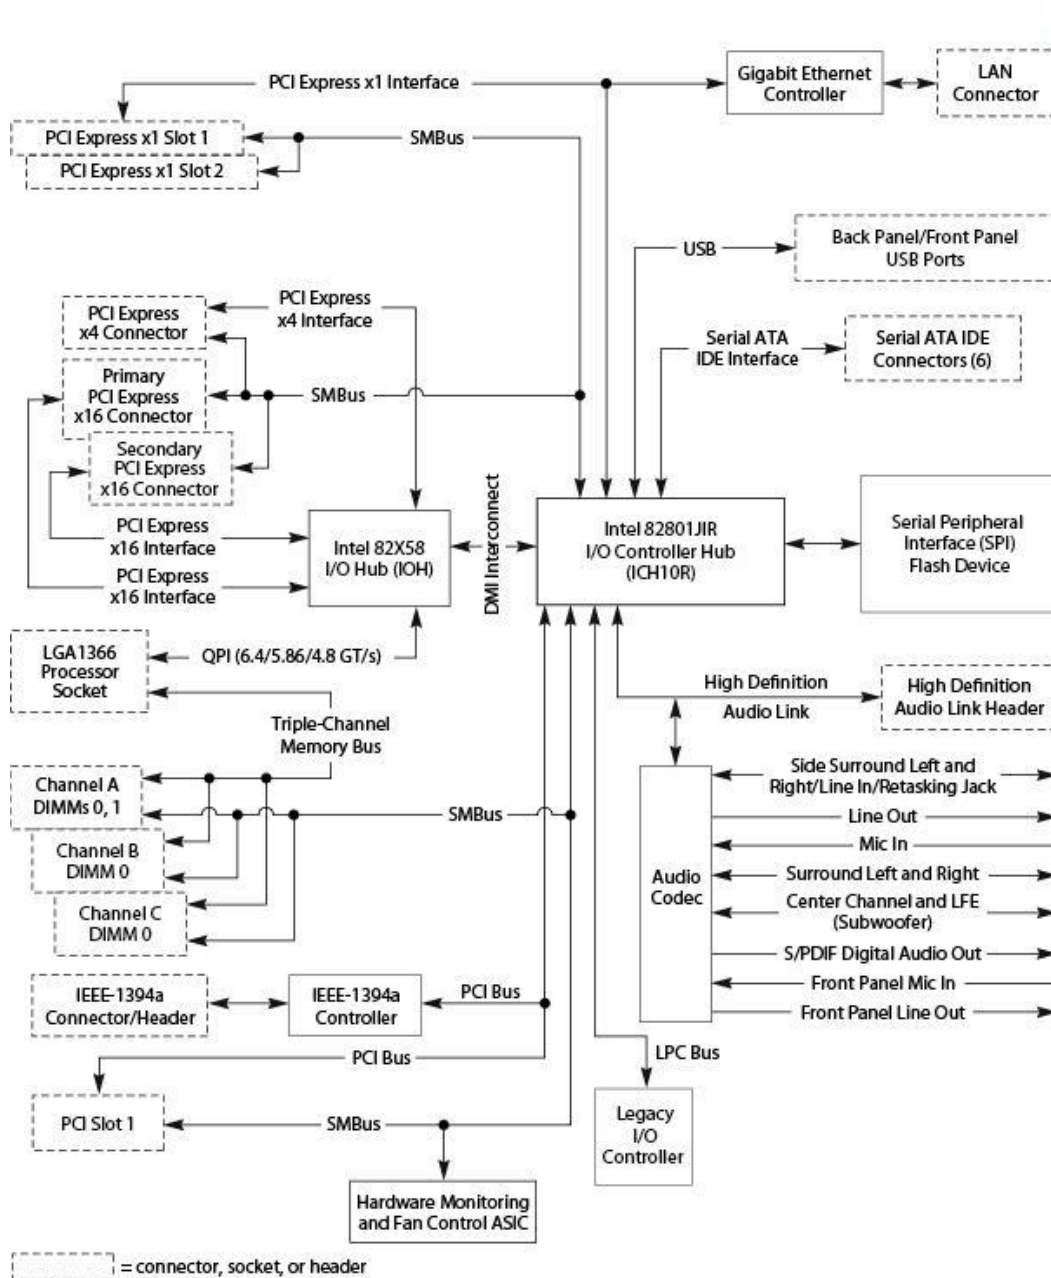 PCI Express x1 Interface
Gigabit Ethernet
Controller
LAN
Connector
PCI Express x1 Slot 1
SMBus
PCI Express x1 Slot 2
USB
Back Panel/Front Panel
USB Ports
PCI Express
x4 Connector
PCI Express
x4 Interface
Serial ATA
IDE Interface
Serial ATA IDE
Connectors (6)
Primary
PCI Express
x16 Connector
SMBus
Secondary
PCI Express
x16 Connector
PCI Express
x16 Interface
PCI Express
x16 Interface
Intel 82X58
I/O Hub (IOH)
DMI Interconnect
Intel 82801JIR
I/O Controller Hub
(ICH10R)
Serial Peripheral
Interface (SPI)
Flash Device
LGA1366
Processor
Socket
QPI (6.4/5.86/4.8 GT/s)
High Definition
Audio Link
High Definition
Audio Link Header
Triple-Channel
Memory Bus
Channel A
DIMMs 0, 1
SMBus
Channel B
DIMM 0
Channel C
DIMM 0
Audio
Codec
Side Surround Left and
Right/Line In/Retasking Jack
Line Out
Mic In
Surround Left and Right
Center Channel and LFE
(Subwoofer)
S/PDIF Digital Audio Out
Front Panel Mic In
Front Panel Line Out
IEEE-1394a
Connector/Header
IEEE-1394a
Controller
PCI Bus
PCI Bus
LPC Bus
PCI Slot 1
SMBus
Legacy
I/O
Controller
Hardware Monitoring
and Fan Control ASIC
= connector, socket, or header